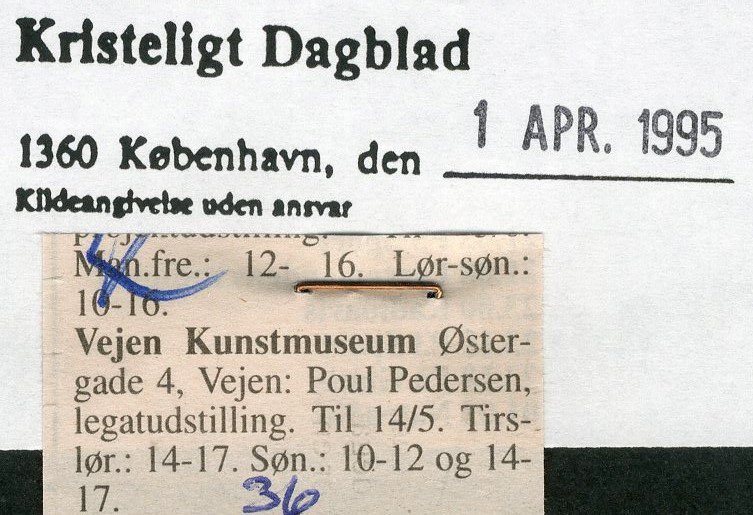 Kristeligt Dagblad
1360 København, den 1 APR. 1995
Kildeangivelse uden ansvar
projektudstilling.
Man.fre.: 12- 16. Lør-søn.:
10-16.
Vejen Kunstmuseum Øster-
gade 4, Vejen: Poul Pedersen,
legatudstilling. Til 14/5. Tirs-
lør.: 14-17. Søn.: 10-12 og 14-
17.
36